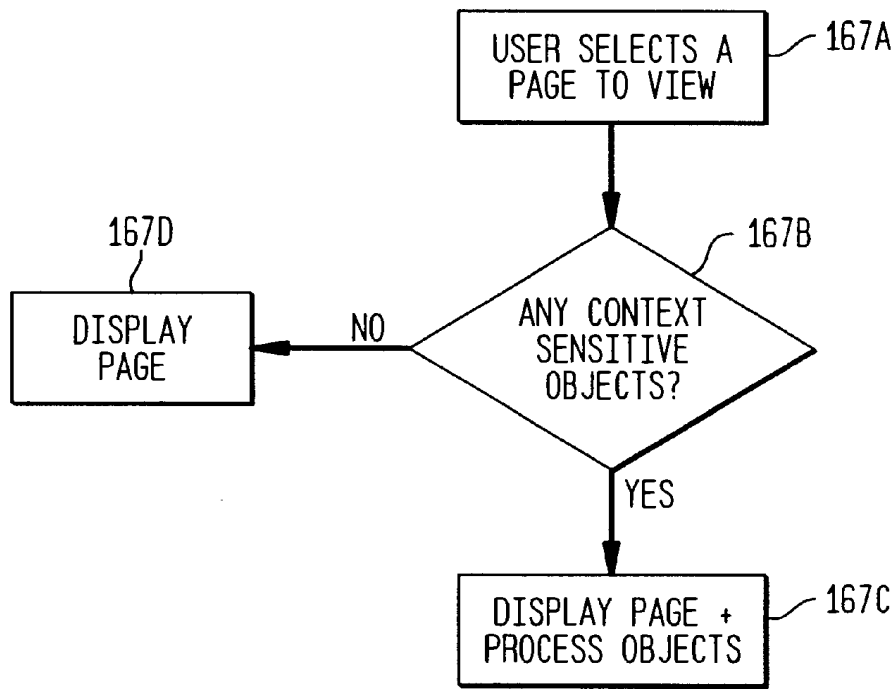 USER SELECTS A
PAGE TO VIEW
167A
167B
ANY CONTEXT
SENSITIVE
OBJECTS?
NO
167D
DISPLAY
PAGE
YES
DISPLAY PAGE +
PROCESS OBJECTS
167C